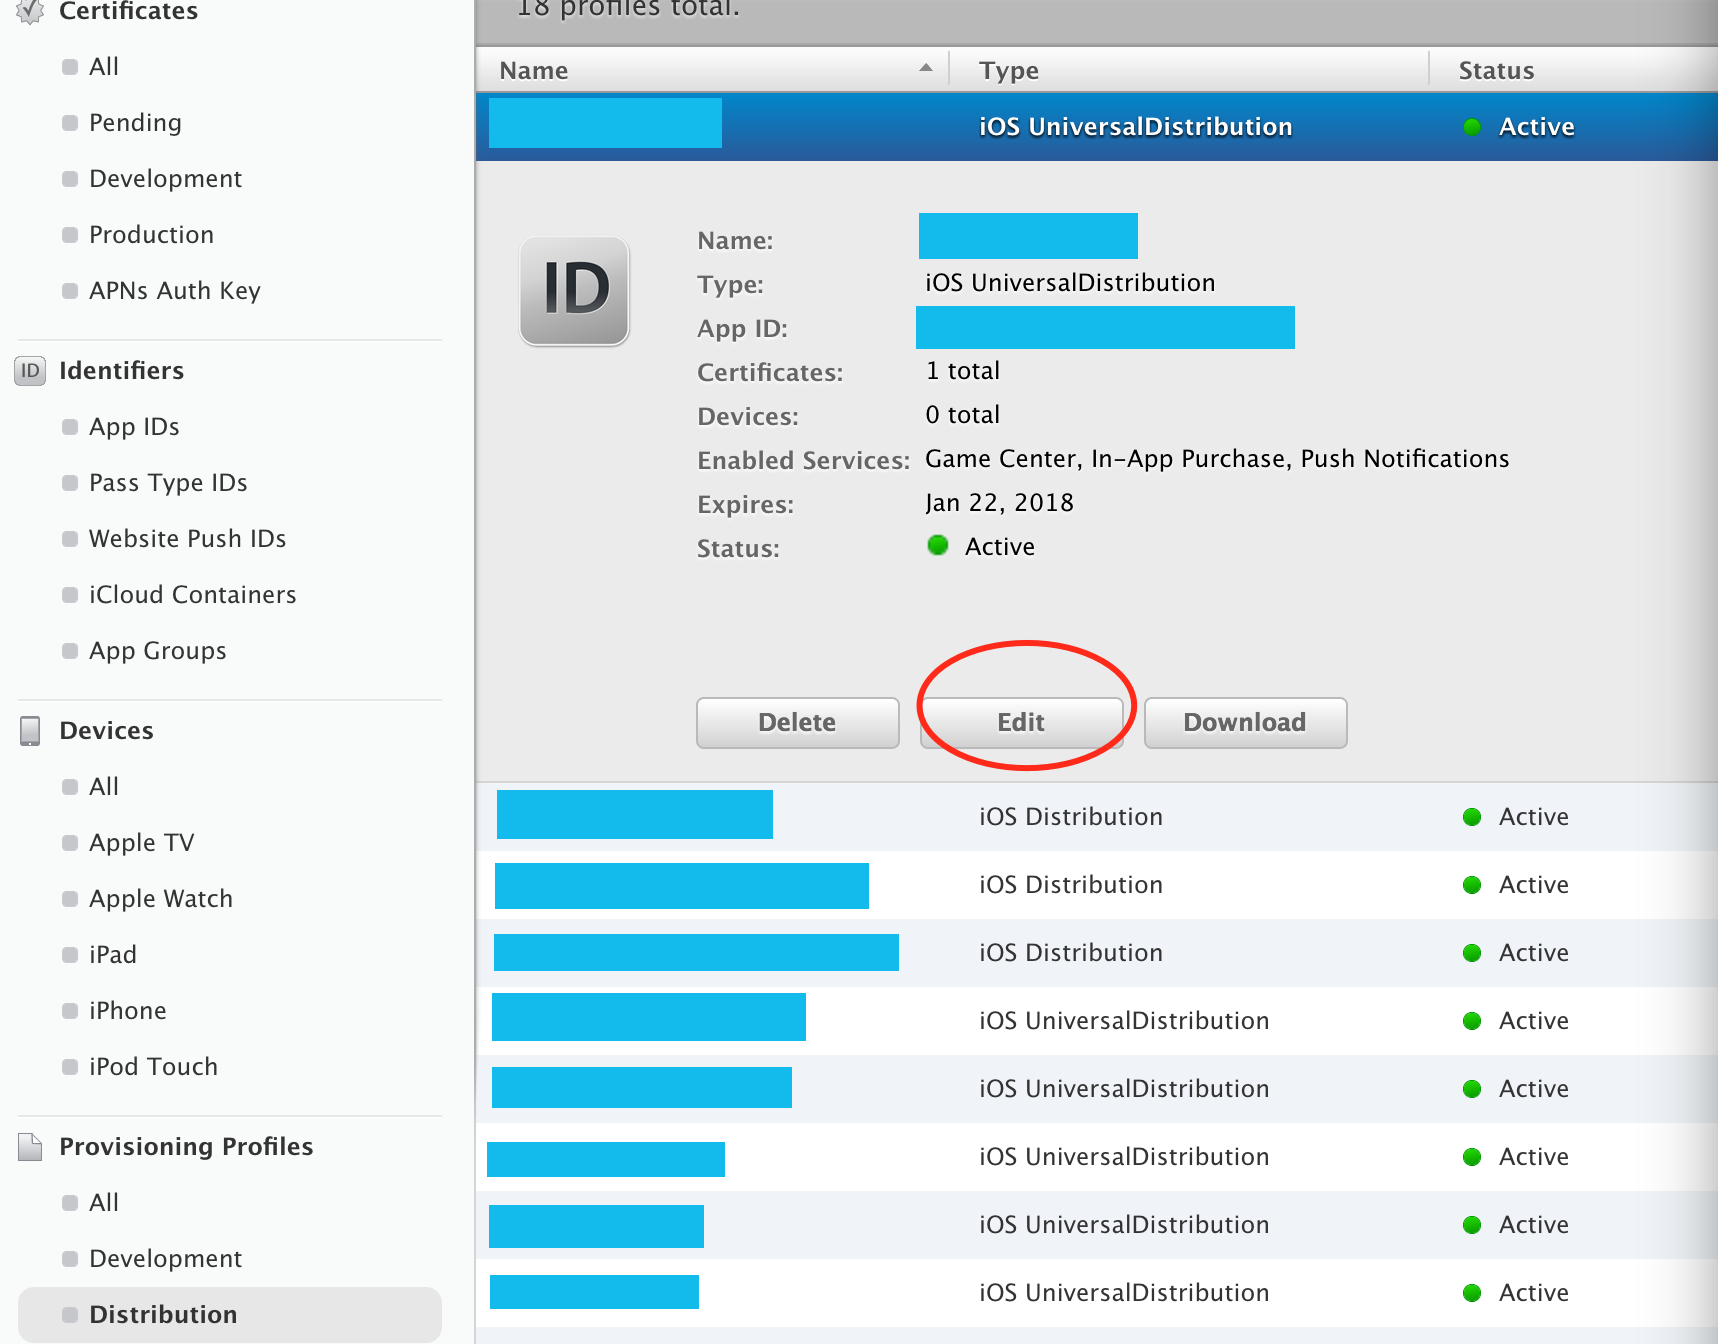 Certificates
All
Pending
Development
Production
APNs Auth Key
ID
Identifiers
App IDs
Pass Type IDs
Website Push IDs
iCloud Containers
App Groups
Devices
All
Apple TV
Apple Watch
iPad
iPhone
iPod Touch
Provisioning Profiles
All
Development
Distribution
18 profiles total.
Name Type Status
iOS UniversalDistribution Active
ID
Name:
Type: iOS UniversalDistribution
App ID:
Certificates: 1 total
Devices: 0 total
Enabled Services: Game Center, In-App Purchase, Push Notifications
Expires: Jan 22, 2018
Status: Active
Delete Edit Download
iOS Distribution Active
iOS Distribution Active
iOS Distribution Active
iOS UniversalDistribution Active
iOS UniversalDistribution Active
iOS UniversalDistribution Active
iOS UniversalDistribution Active
iOS UniversalDistribution Active